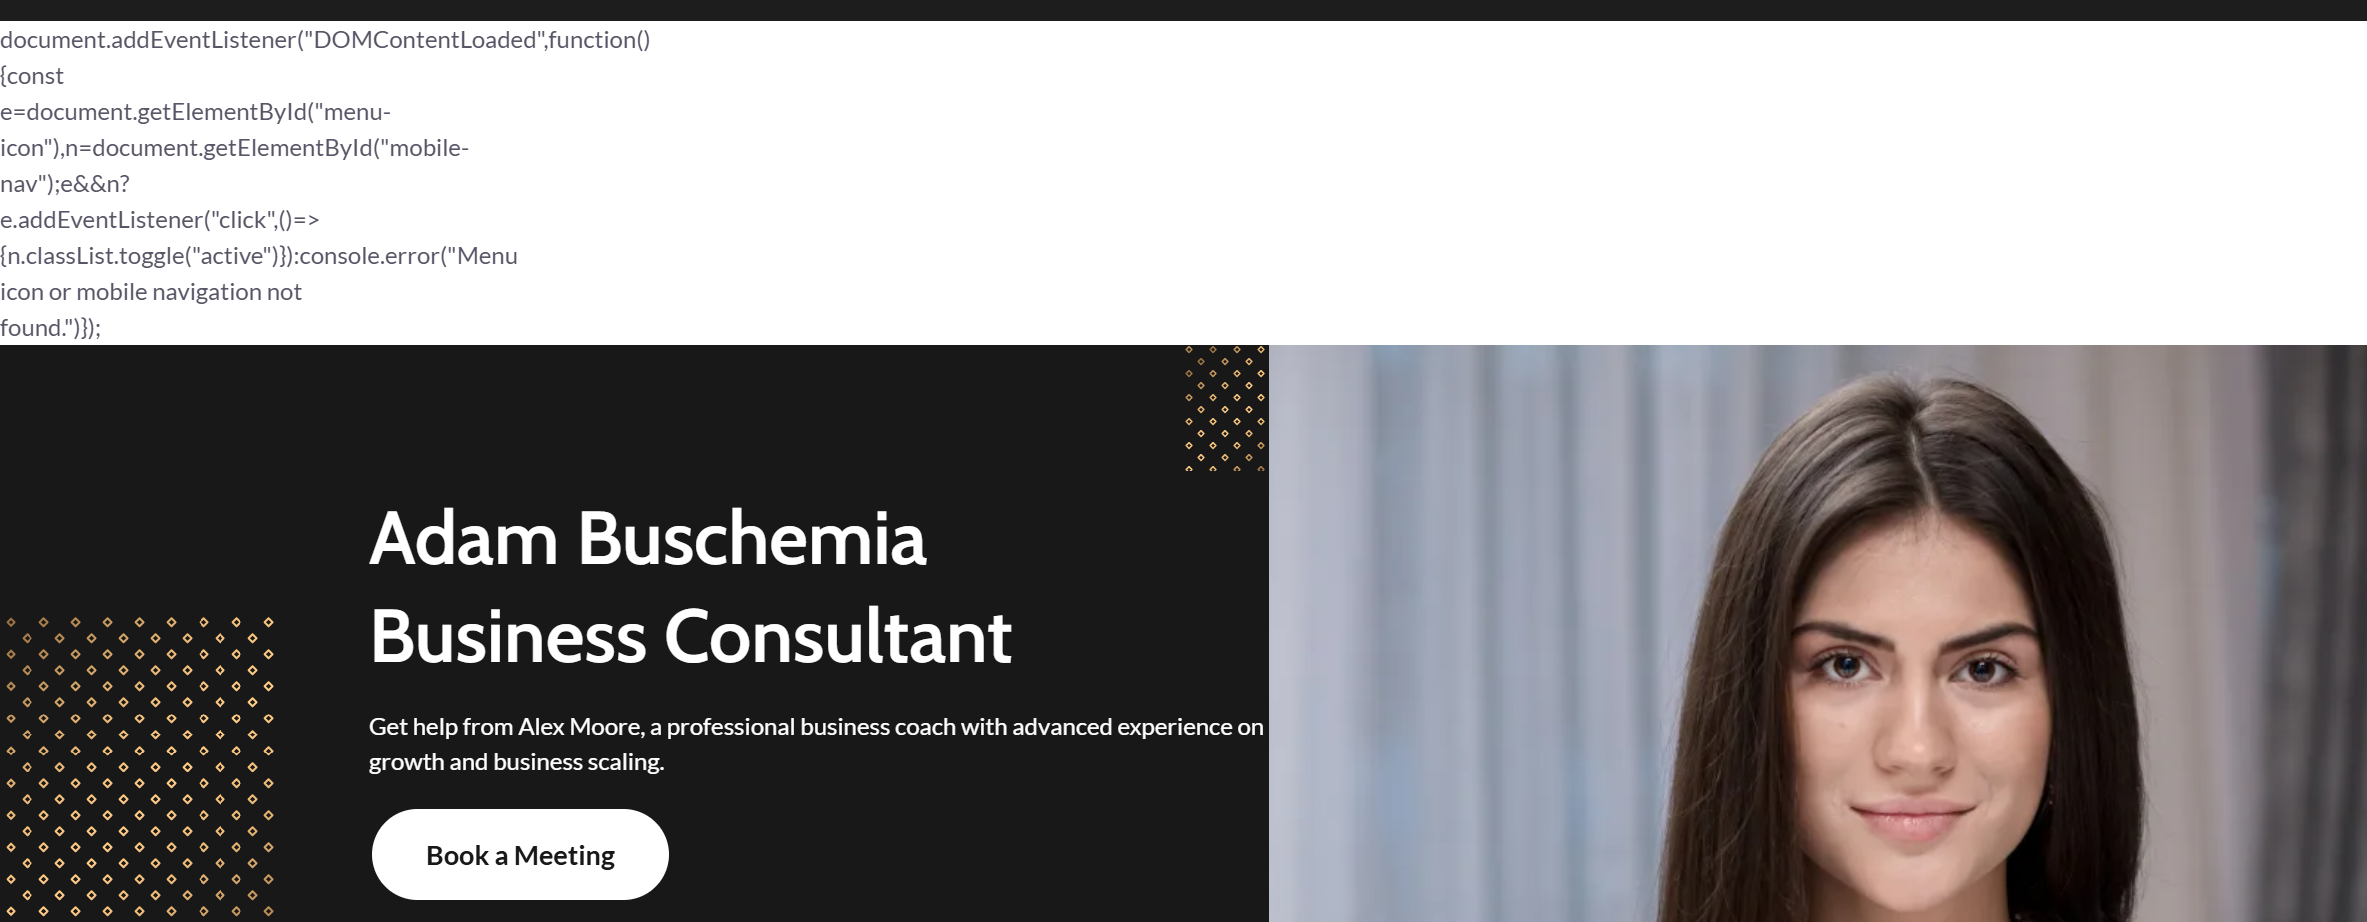 document.addEventListener("DOMContentLoaded",function()
{const
e=document.getElementById("menu-
icon"),n=document.getElementById("mobile-
nav");e&&n?
e.addEventListener("click",()=>
{n.classList.toggle("active")}):console.error("Menu
icon or mobile navigation not
found.")});
Adam Buschemia
Business Consultant
Get help from Alex Moore, a professional business coach with advanced experience on
growth and business scaling.
Book a Meeting